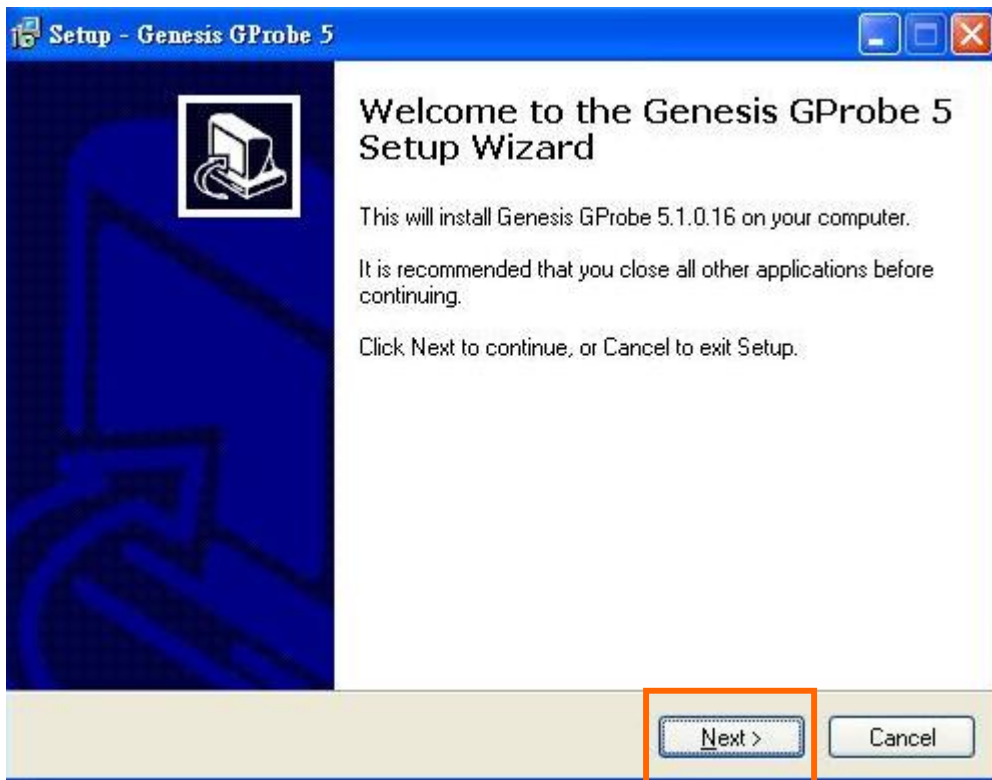 Setup - Genesis GProbe 5
Welcome to the Genesis GProbe 5
Setup Wizard
This will install Genesis GProbe 5.1.0.16 on your computer.
It is recommended that you close all other applications before
continuing.
Click Next to continue, or Cancel to exit Setup.
Next >
Cancel